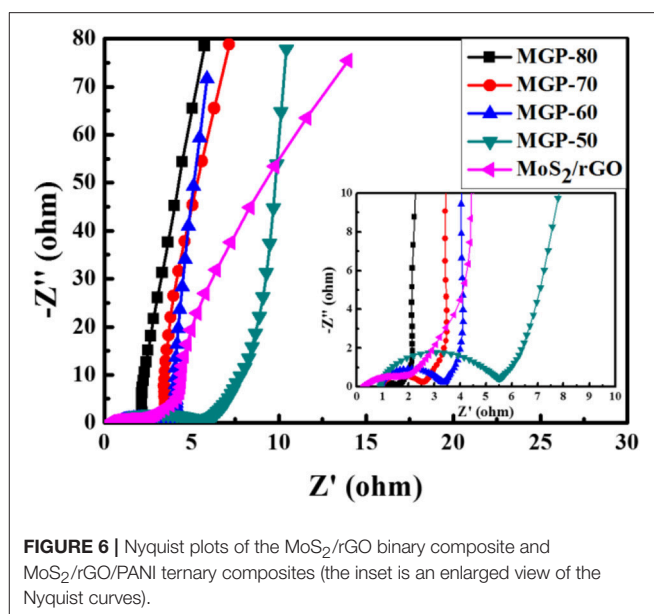 80
70
60
50
40
30
20
10
0
-Z'' (ohm)
MGP-80
MGP-70
MGP-60
MGP-50
MoS2/rGO
10
8
6
4
2
0
-Z'' (ohm)
0 1 2 3 4 5 6 7 8 9 10
Z' (ohm)
0 5 10 15 20 25 30
Z' (ohm)
FIGURE 6 | Nyquist plots of the MoS2/rGO binary composite and
MoS2/rGO/PANI ternary composites (the inset is an enlarged view of the
Nyquist curves).